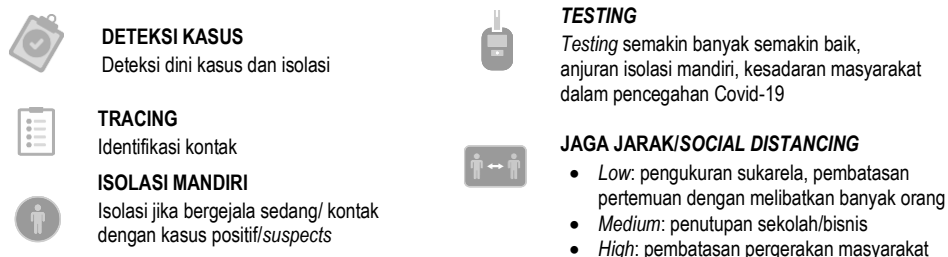 DETEKSI KASUS
Deteksi dini kasus dan isolasi
TRACING
Identifikasi kontak
ISOLASI MANDIRI
Isolasi jika bergejala sedang/ kontak
dengan kasus positif/suspects
TESTING
Testing semakin banyak semakin baik,
anjuran isolasi mandiri, kesadaran masyarakat
dalam pencegahan Covid-19
JAGA JARAK/SOCIAL DISTANCING
• Low: pengukuran sukarela, pembatasan
pertemuan dengan melibatkan banyak orang
• Medium: penutupan sekolah/bisnis
• High: pembatasan pergerakan masyarakat